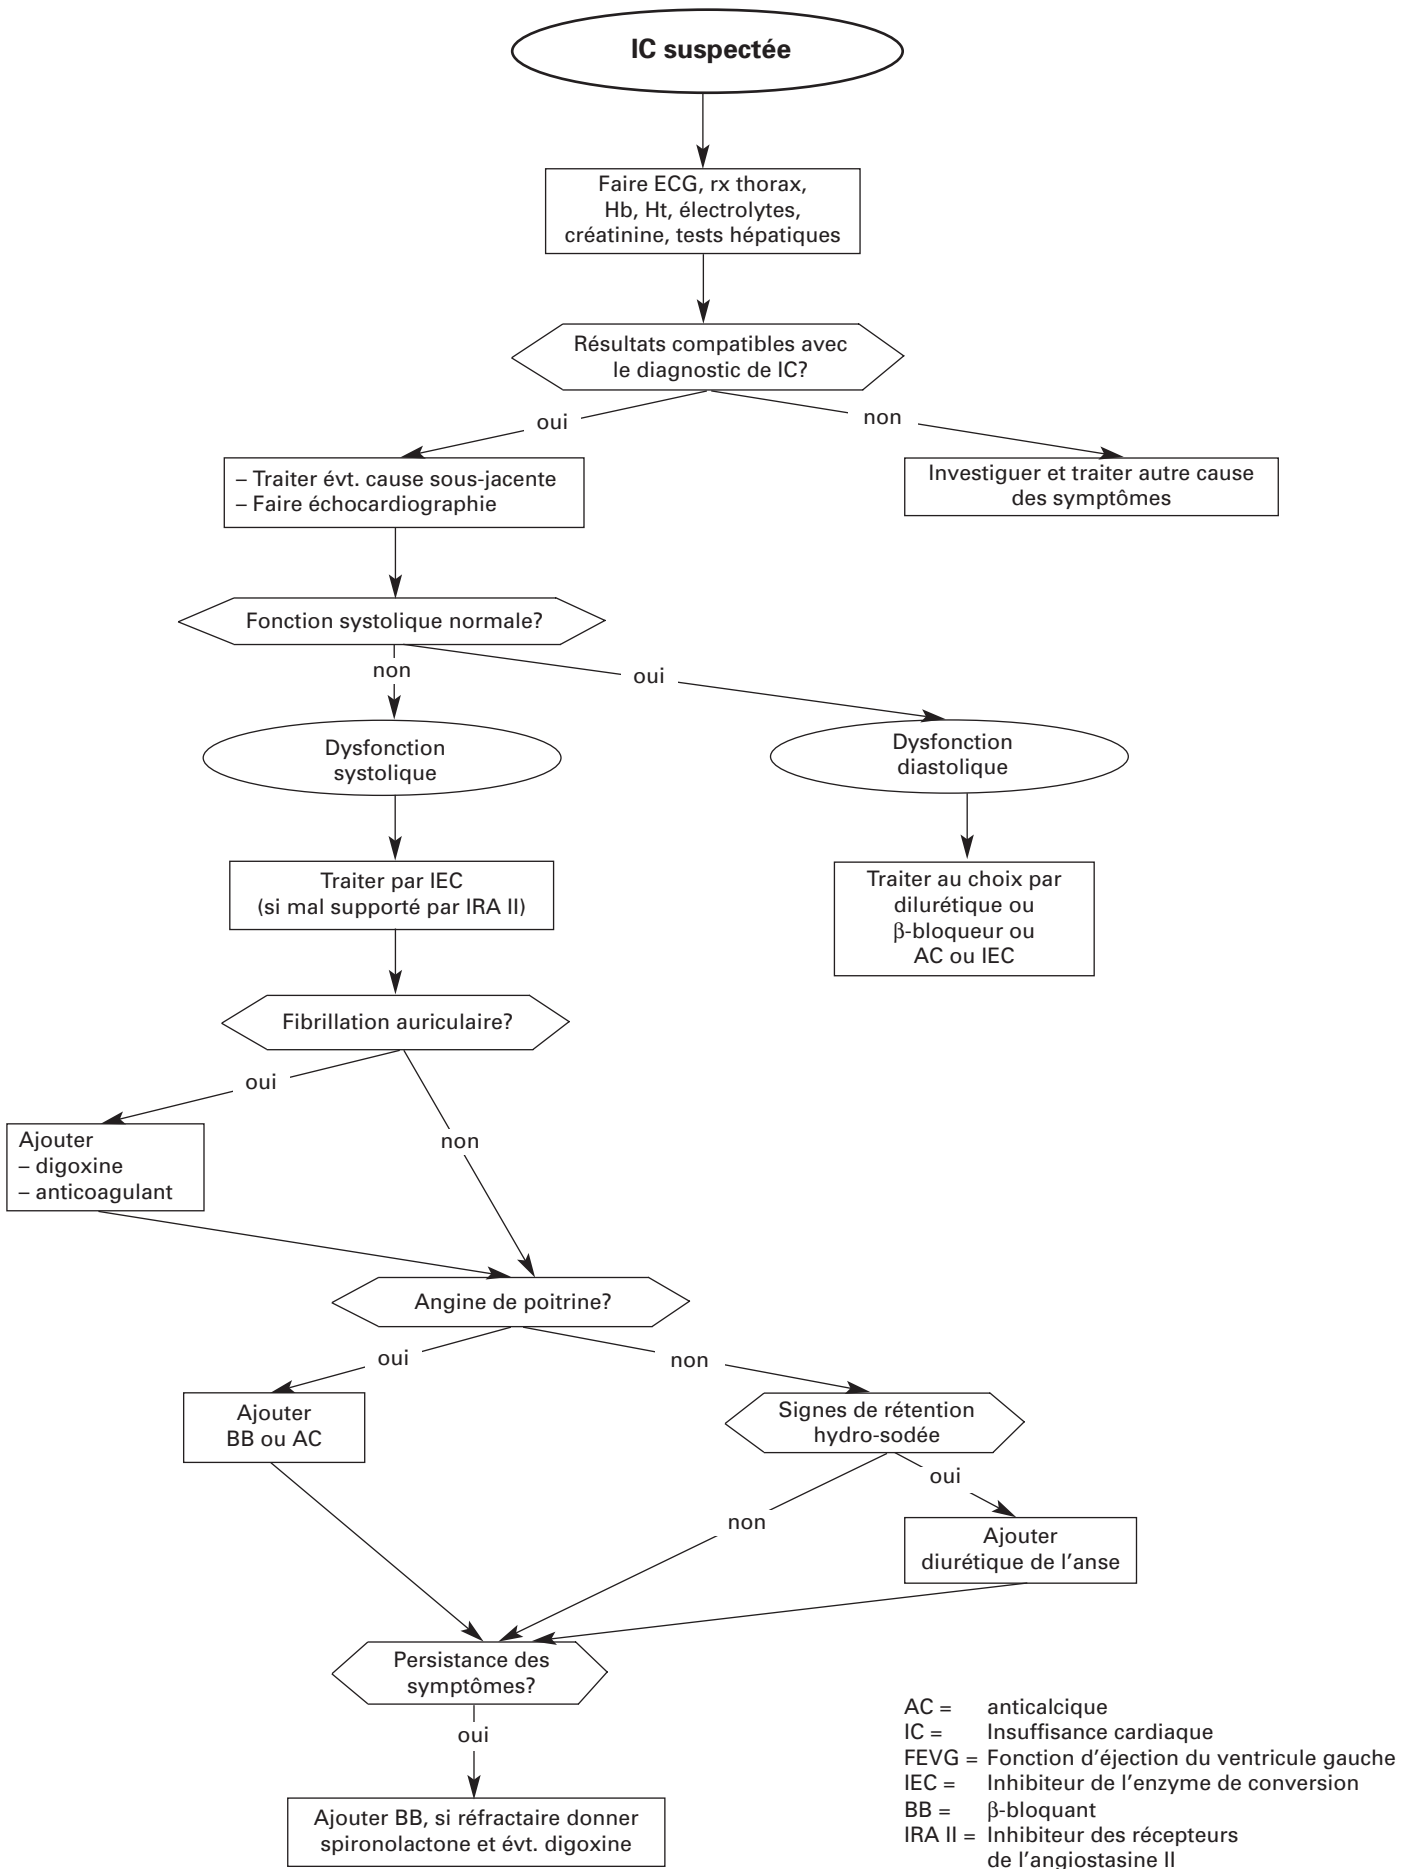 IC suspectée
Faire ECG, rx thorax,
Hb, Ht, électrolytes,
créatinine, tests hépatiques
Résultats compatibles avec
le diagnostic de IC?
oui
non
– Traiter évt. cause sous-jacente
– Faire échocardiographie
Investiguer et traiter autre cause
des symptômes
Fonction systolique normale?
non
oui
Dysfonction
systolique
Dysfonction
diastolique
Traiter par IEC
(si mal supporté par IRA II)
Traiter au choix par
dilurétique ou
β-bloqueur ou
AC ou IEC
Fibrillation auriculaire?
oui
non
Ajouter
– digoxine
– anticoagulant
Angine de poitrine?
oui
non
Ajouter
BB ou AC
Signes de rétention
hydro-sodée
oui
non
Ajouter
diurétique de l'anse
Persistance des
symptômes?
oui
Ajouter BB, si réfractaire donner
spironolactone et évt. digoxine
AC = anticalcique
IC = Insuffisance cardiaque
FEVG = Fonction d'éjection du ventricule gauche
IEC = Inhibiteur de l'enzyme de conversion
BB = β-bloquant
IRA II = Inhibiteur des récepteurs
de l'angiostasine II